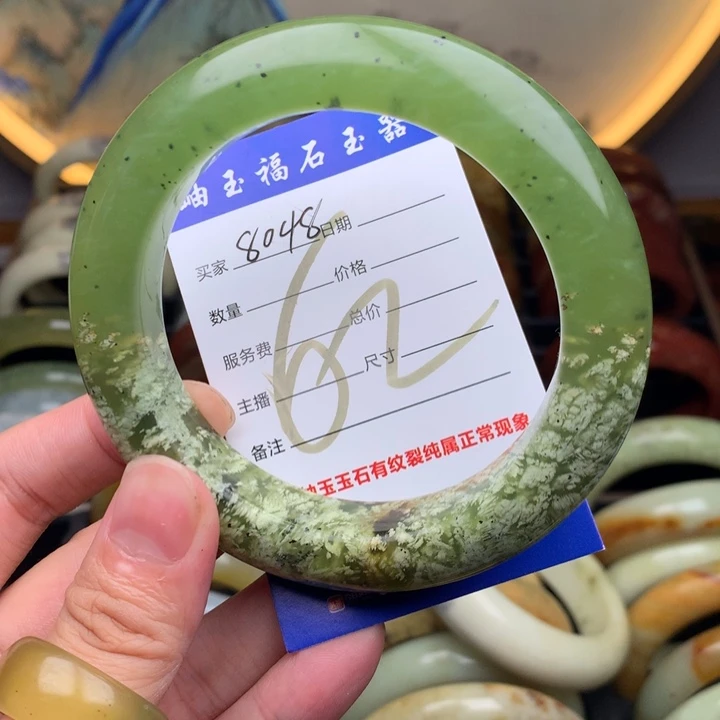 岫玉福石玉器
买家 8048 日期
数量 价格
服务费 总价
主播 尺寸
备注
62
岫玉玉石有纹裂纯属正常现象